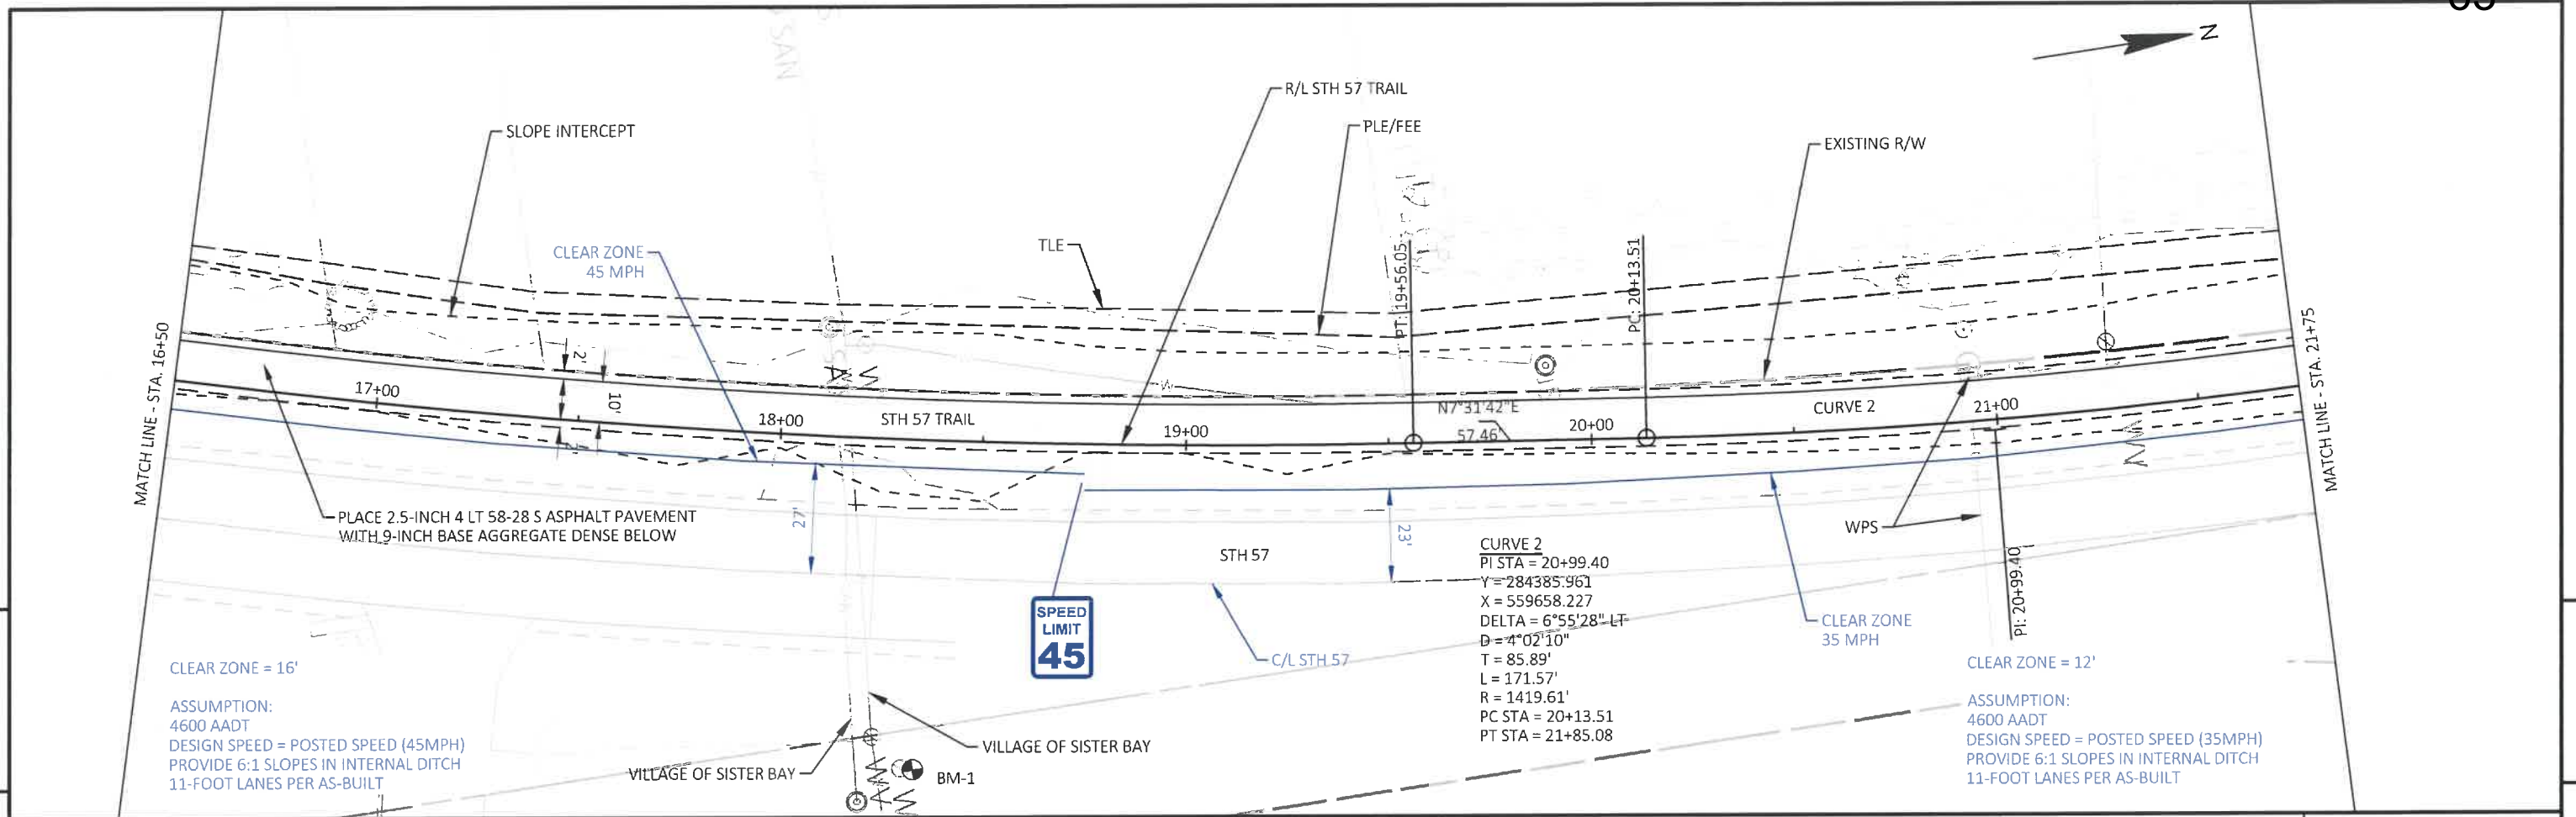 N
R/L STH 57 TRAIL
SLOPE INTERCEPT
PLE/FEE
EXISTING R/W
SAN
TLE
CLEAR ZONE
45 MPH
PT: 19+56.05
PC: 20+13.51
MATCH LINE - STA. 16+50
MATCH LINE - STA. 21+75
2'
10'
17+00
18+00
STH 57 TRAIL
19+00
N7°31'42"E
57.46'
20+00
CURVE 2
21+00
PLACE 2.5-INCH 4 LT 58-28 S ASPHALT PAVEMENT
WITH 9-INCH BASE AGGREGATE DENSE BELOW
27'
23'
STH 57
WPS
PI: 20+99.40
SPEED
LIMIT
45
C/L STH 57
CURVE 2
PI STA = 20+99.40
Y = 284385.961
X = 559658.227
DELTA = 6°55'28" LT
D = 4°02'10"
T = 85.89'
L = 171.57'
R = 1419.61'
PC STA = 20+13.51
PT STA = 21+85.08
CLEAR ZONE
35 MPH
CLEAR ZONE = 16'
ASSUMPTION:
4600 AADT
DESIGN SPEED = POSTED SPEED (45MPH)
PROVIDE 6:1 SLOPES IN INTERNAL DITCH
11-FOOT LANES PER AS-BUILT
VILLAGE OF SISTER BAY
VILLAGE OF SISTER BAY
BM-1
CLEAR ZONE = 12'
ASSUMPTION:
4600 AADT
DESIGN SPEED = POSTED SPEED (35MPH)
PROVIDE 6:1 SLOPES IN INTERNAL DITCH
11-FOOT LANES PER AS-BUILT